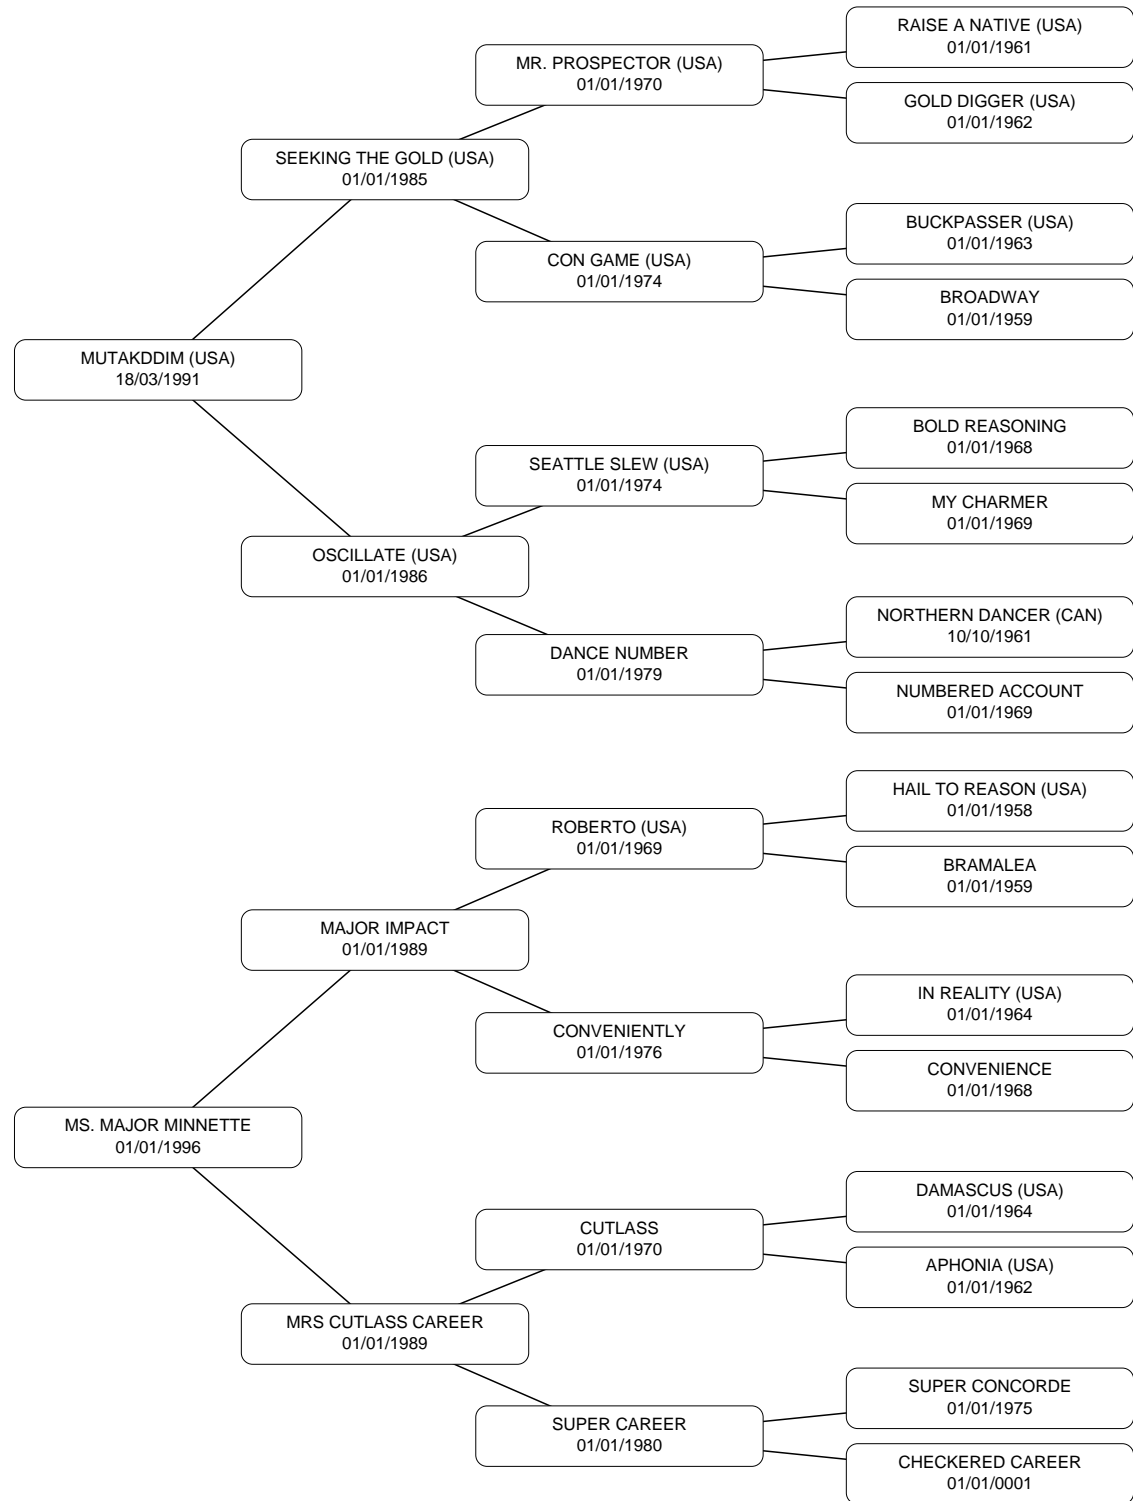 RAISE A NATIVE (USA)
01/01/1961
MR. PROSPECTOR (USA)
01/01/1970
GOLD DIGGER (USA)
01/01/1962
SEEKING THE GOLD (USA)
01/01/1985
BUCKPASSER (USA)
01/01/1963
CON GAME (USA)
01/01/1974
BROADWAY
01/01/1959
MUTAKDDIM (USA)
18/03/1991
BOLD REASONING
01/01/1968
SEATTLE SLEW (USA)
01/01/1974
MY CHARMER
01/01/1969
OSCILLATE (USA)
01/01/1986
NORTHERN DANCER (CAN)
10/10/1961
DANCE NUMBER
01/01/1979
NUMBERED ACCOUNT
01/01/1969
HAIL TO REASON (USA)
01/01/1958
ROBERTO (USA)
01/01/1969
BRAMALEA
01/01/1959
MAJOR IMPACT
01/01/1989
IN REALITY (USA)
01/01/1964
CONVENIENTLY
01/01/1976
CONVENIENCE
01/01/1968
MS. MAJOR MINNETTE
01/01/1996
DAMASCUS (USA)
01/01/1964
CUTLASS
01/01/1970
APHONIA (USA)
01/01/1962
MRS CUTLASS CAREER
01/01/1989
SUPER CONCORDE
01/01/1975
SUPER CAREER
01/01/1980
CHECKERED CAREER
01/01/0001